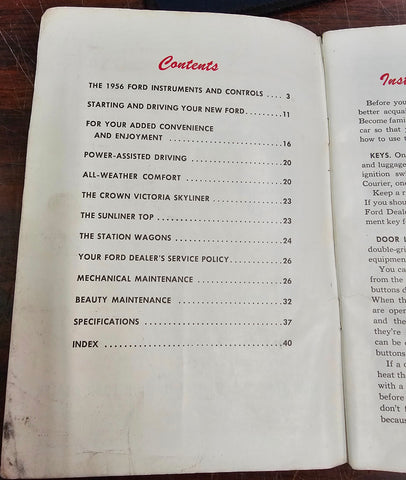 Contents
THE 1956 FORD INSTRUMENTS AND CONTROLS .... 3
STARTING AND DRIVING YOUR NEW FORD........11
FOR YOUR ADDED CONVENIENCE
AND ENJOYMENT ..........................16
POWER-ASSISTED DRIVING ......................20
ALL-WEATHER COMFORT .......................20
THE CROWN VICTORIA SKYLINER ................23
THE SUNLINER TOP ............................23
THE STATION WAGONS .........................24
YOUR FORD DEALER'S SERVICE POLICY............26
MECHANICAL MAINTENANCE ....................26
BEAUTY MAINTENANCE .........................32
SPECIFICATIONS ...............................37
INDEX ........................................40
Inst
Before you
better acqua
Become fami
car so that y
how to use t
KEYS. On
and luggage
ignition sw
Courier, one
Keep a r
If you shou
Ford Dealer
ment key f
DOOR L
double-gri
equipment
You ca
from the
buttons d
When th
are open
and the
they're
can be o
buttons
If a d
heat th
with a
before
don't
becaus